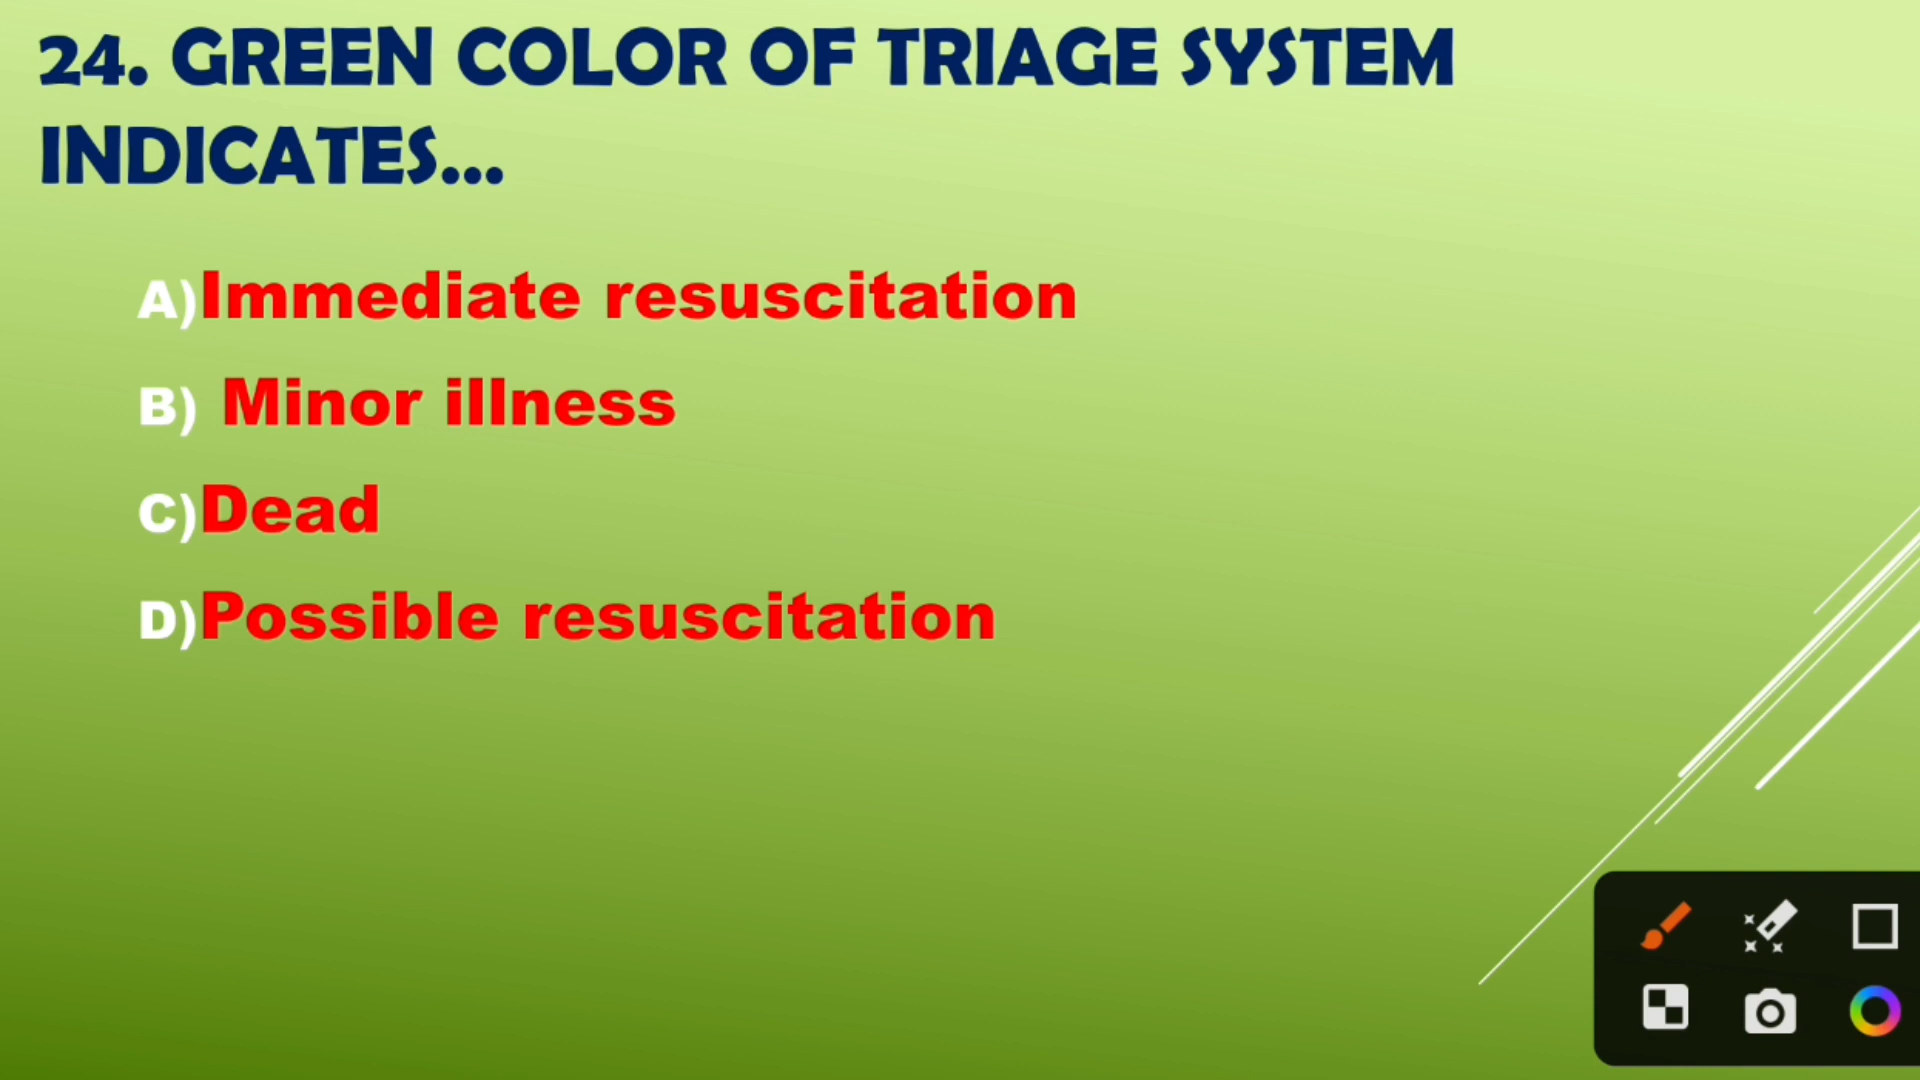 24. GREEN COLOR OF TRIAGE SYSTEM
INDICATES...
A)Immediate resuscitation
B) Minor illness
C)Dead
D)Possible resuscitation